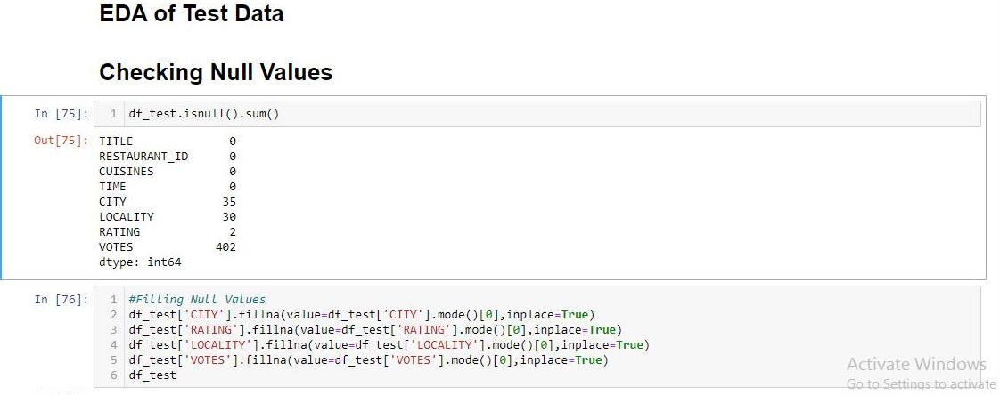 EDA of Test Data
Checking Null Values
In [75]: 1 df_test.isnull().sum()
Out[75]: TITLE 0
RESTAURANT_ID 0
CUISINES 0
TIME 0
CITY 35
LOCALITY 30
RATING 2
VOTES 402
dtype: int64
In [76]: 1 #Filling Null Values
2 df_test['CITY'].fillna(value=df_test['CITY'].mode()[0],inplace=True)
3 df_test['RATING'].fillna(value=df_test['RATING'].mode()[0],inplace=True)
4 df_test['LOCALITY'].fillna(value=df_test['LOCALITY'].mode()[0],inplace=True)
5 df_test['VOTES'].fillna(value=df_test['VOTES'].mode()[0],inplace=True)
6 df_test
Activate Windows
Go to Settings to activate